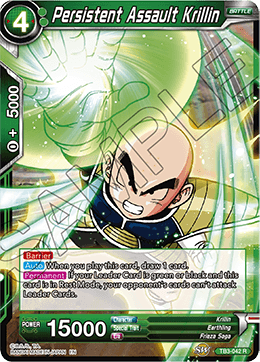 4
Persistent Assault Krillin
BATTLE
0 + 5000
SAMPLE
Barrier
Auto When you play this card, draw 1 card.
Permanent If your Leader Card is green or black and this
card is in Rest Mode, your opponent's cards can't attack
Leader Cards.
POWER
15000
Character
Krillin
Special Trait
Earthling
Era
Frieza Saga
TB3-042 R